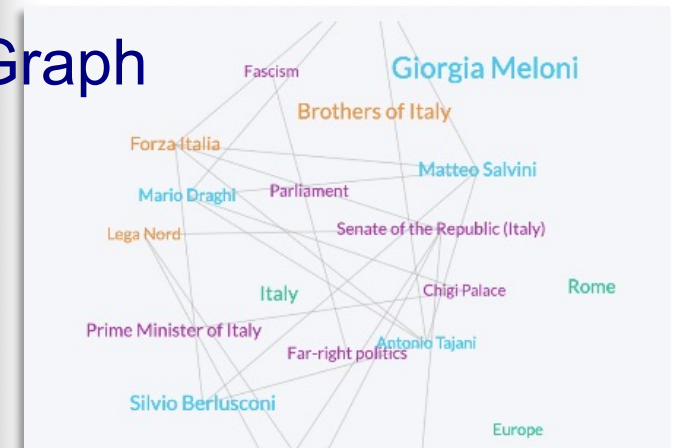 Graph
Fascism
Giorgia Meloni
Brothers of Italy
Forza Italia
Matteo Salvini
Mario Draghi
Parliament
Lega Nord
Senate of the Republic (Italy)
Italy
Chigi Palace
Rome
Prime Minister of Italy
Far-right politics
Antonio Tajani
Silvio Berlusconi
Europe